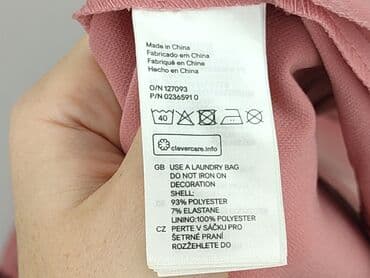 Made in China
Fabricado em China
Fabriqué en China
Hecho en China
O/N 127093
P/N 0236591 0
40
clevercare.info
GB USE A LAUNDRY BAG
DO NOT IRON ON
DECORATION
SHELL:
93% POLYESTER
7% ELASTANE
LINING:100% POLYESTER
CZ PERTE V SÁČKU PRO
ŠETRNÉ PRANÍ
ROZŽEHLETE DO